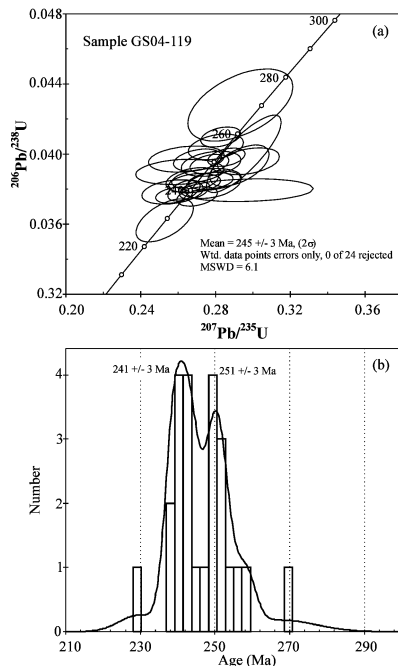 0.048
300
(a)
Sample GS04-119
280
0.044
260
206Pb/238U
0.040
240
0.036
220
Mean = 245 +/- 3 Ma, (2σ)
Wtd. data points errors only, 0 of 24 rejected
MSWD = 6.1
0.32
0.20 0.24 0.28 0.32 0.36
207Pb/235U
(b)
241 +/- 3 Ma 251 +/- 3 Ma
4
3
Number
2
1
0
210 230 250 270 290
Age (Ma)